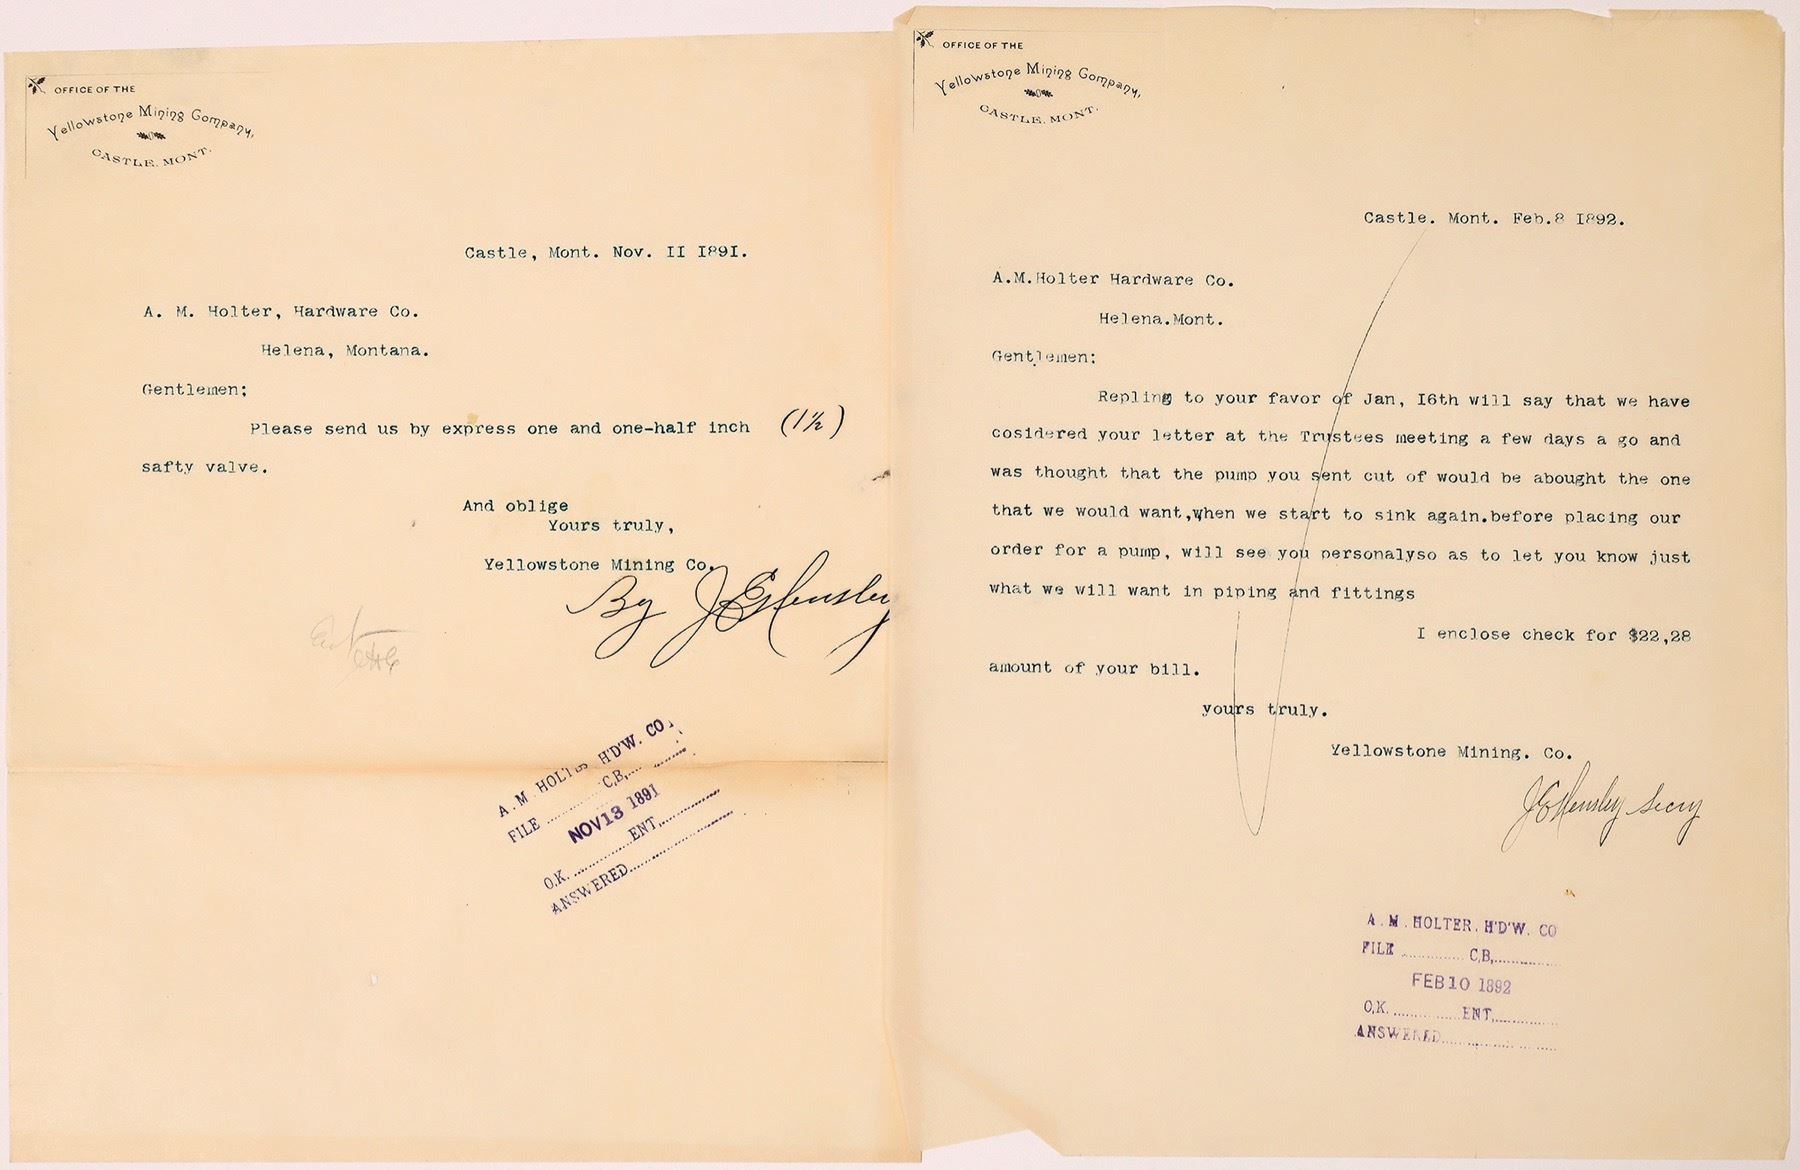 OFFICE OF THE
Yellowstone Mining Company,
CASTLE, MONT.
Castle, Mont. Nov. II I891.
A. M. Holter, Hardware Co.
Helena, Montana.
Gentlemen;
Please send us by express one and one-half inch (1½)
safty valve.
And oblige
Yours truly,
Yellowstone Mining Co.
By J E Hensley
A. M. HOLTER H'D'W. CO.
FILE C.B.
NOV 13 1891
O.K. ENT.
ANSWERED
OFFICE OF THE
Yellowstone Mining Company,
CASTLE, MONT.
Castle. Mont. Feb.8 I892.
A.M.Holter Hardware Co.
Helena.Mont.
Gentlemen:
Repling to your favor of Jan, I6th will say that we have
cosidered your letter at the Trustees meeting a few days a go and
was thought that the pump you sent cut of would be abought the one
that we would want,when we start to sink again.before placing our
order for a pump, will see you personalyso as to let you know just
what we will want in piping and fittings
I enclose check for $22,28
amount of your bill.
yours truly.
Yellowstone Mining. Co.
J E Hensley Secry
A. M. HOLTER. H'D'W. CO
FILE C.B.
FEB 10 1892
O.K. ENT.
ANSWERED